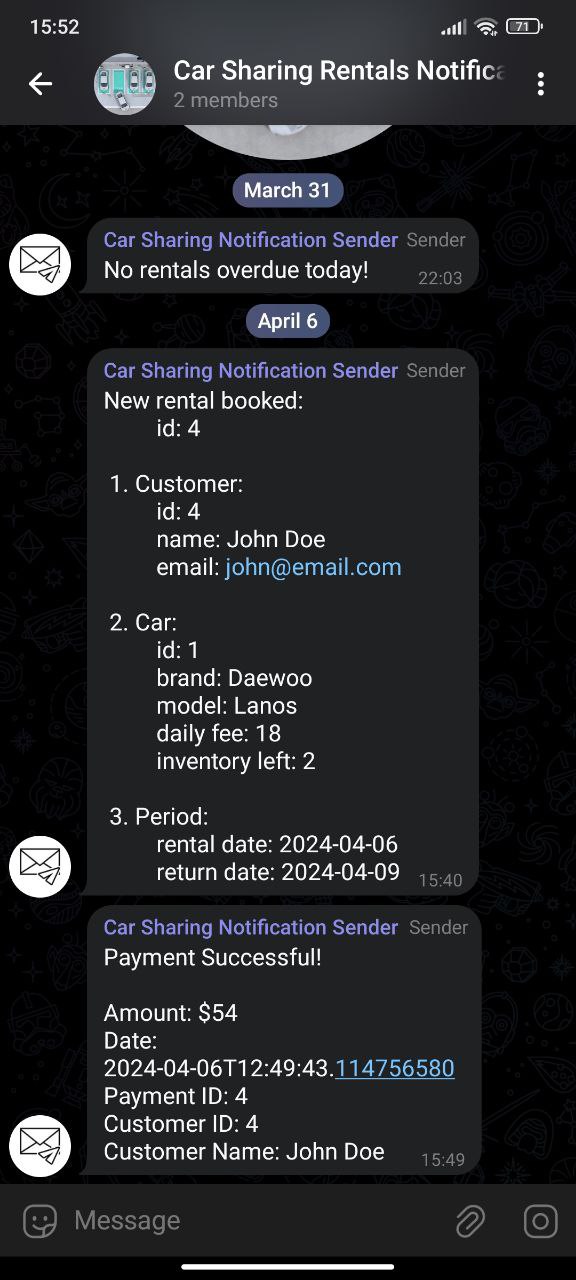 15:52
71
Car Sharing Rentals Notifica
2 members
March 31
Car Sharing Notification Sender Sender
No rentals overdue today!
22:03
April 6
Car Sharing Notification Sender Sender
New rental booked:
id: 4
1. Customer:
id: 4
name: John Doe
email: john@email.com
2. Car:
id: 1
brand: Daewoo
model: Lanos
daily fee: 18
inventory left: 2
3. Period:
rental date: 2024-04-06
return date: 2024-04-09
15:40
Car Sharing Notification Sender Sender
Payment Successful!
Amount: $54
Date:
2024-04-06T12:49:43.114756580
Payment ID: 4
Customer ID: 4
Customer Name: John Doe
15:49
Message